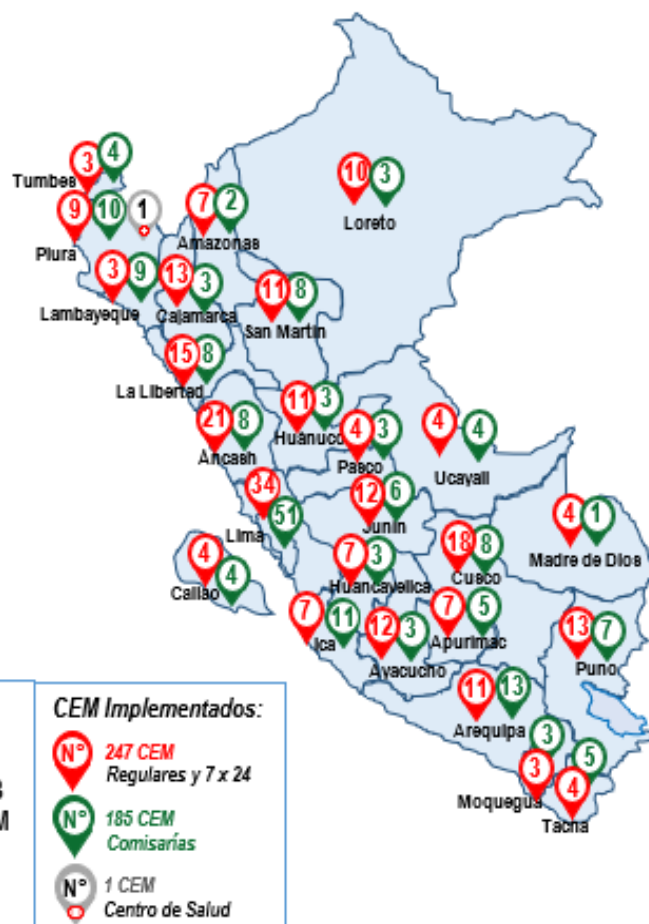 3 4
Tumbes
10 3
Loreto
9 10 1
Piura
7 2
Amazonas
3 9
Lambayeque
13 3
Cajamarca
11 8
San Martín
15 8
La Libertad
21 8
Ancash
11 3
Huánuco
4 3
Pasco
4 4
Ucayali
34 51
Lima
12 6
Junín
4 1
Madre de Dios
4 4
Callao
7 3
Huancavelica
18 8
Cusco
7 11
Ica
12 3
Ayacucho
7 5
Apurimac
13 7
Puno
11 13
Arequipa
3 3
Moquegua
5 4
Tacna
CEM Implementados:
N° 247 CEM
Regulares y 7 x 24
N° 185 CEM
Comisarías
N° 1 CEM
Centro de Salud